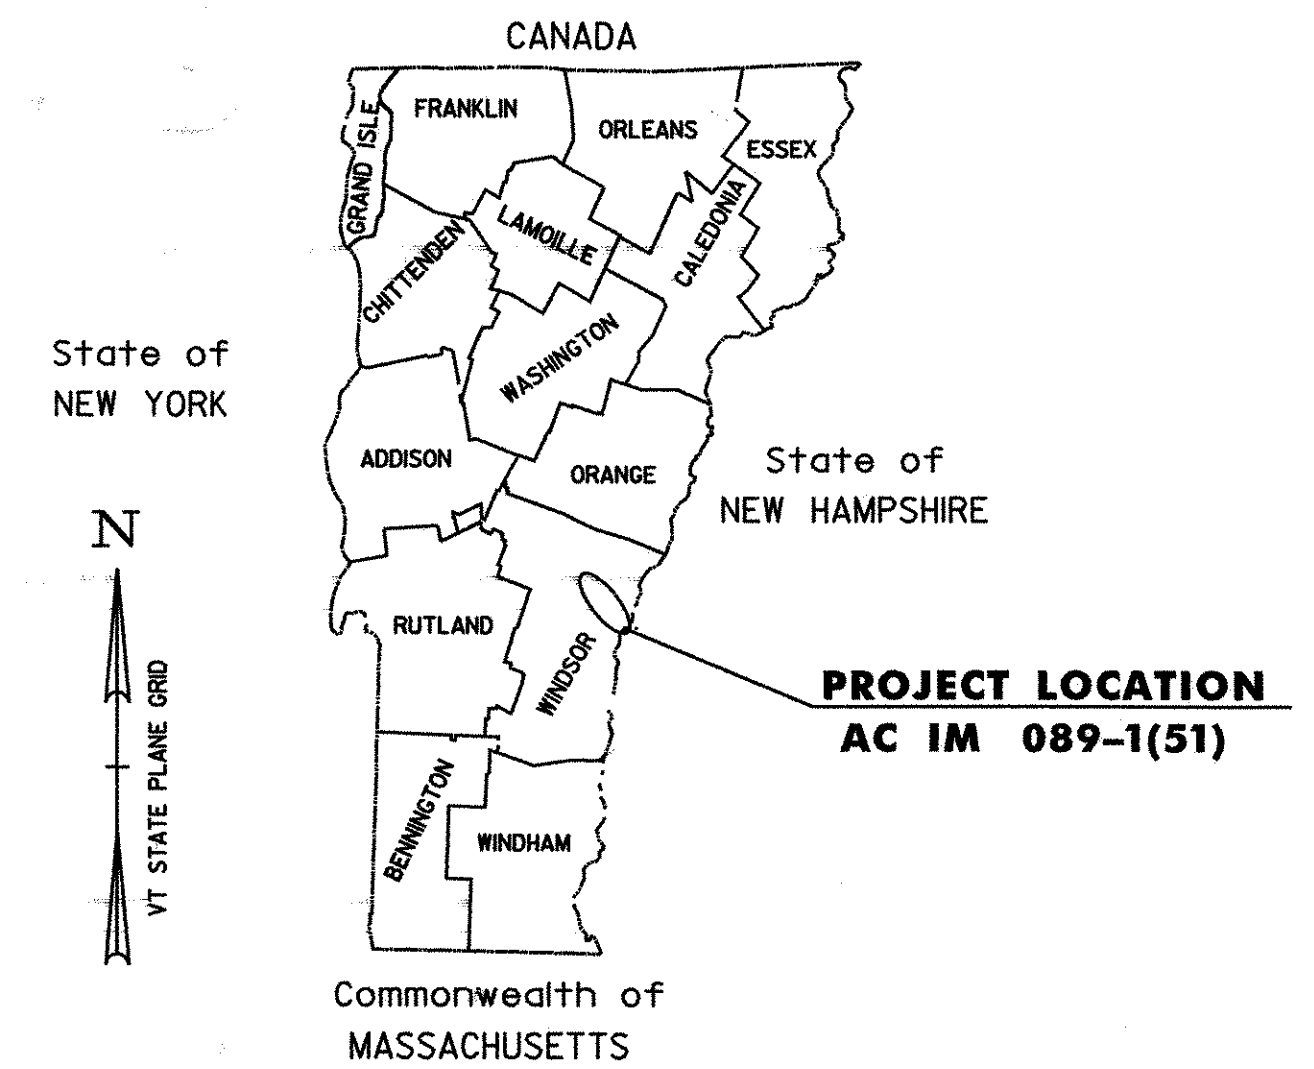 CANADA
FRANKLIN
ORLEANS
ESSEX
GRAND ISLE
LAMOILLE
CALEDONIA
CHITTENDEN
WASHINGTON
State of
NEW YORK
ADDISON
ORANGE
State of
NEW HAMPSHIRE
N
RUTLAND
WINDSOR
VT STATE PLANE GRID
PROJECT LOCATION
AC IM 089-1(51)
BENNINGTON
WINDHAM
Commonwealth of
MASSACHUSETTS